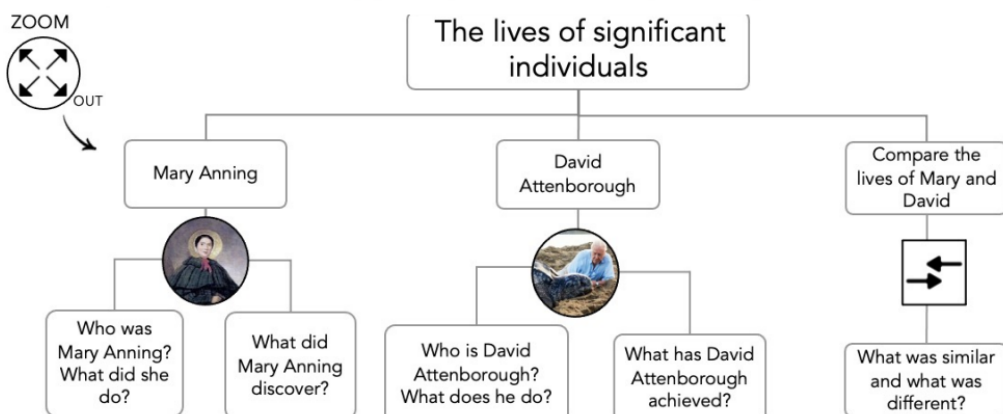 ZOOM
OUT
The lives of significant
individuals
Mary Anning
David
Attenborough
Compare the
lives of Mary and
David
Who was
Mary Anning?
What did she
do?
What did
Mary Anning
discover?
Who is David
Attenborough?
What does he do?
What has David
Attenborough
achieved?
What was similar
and what was
different?